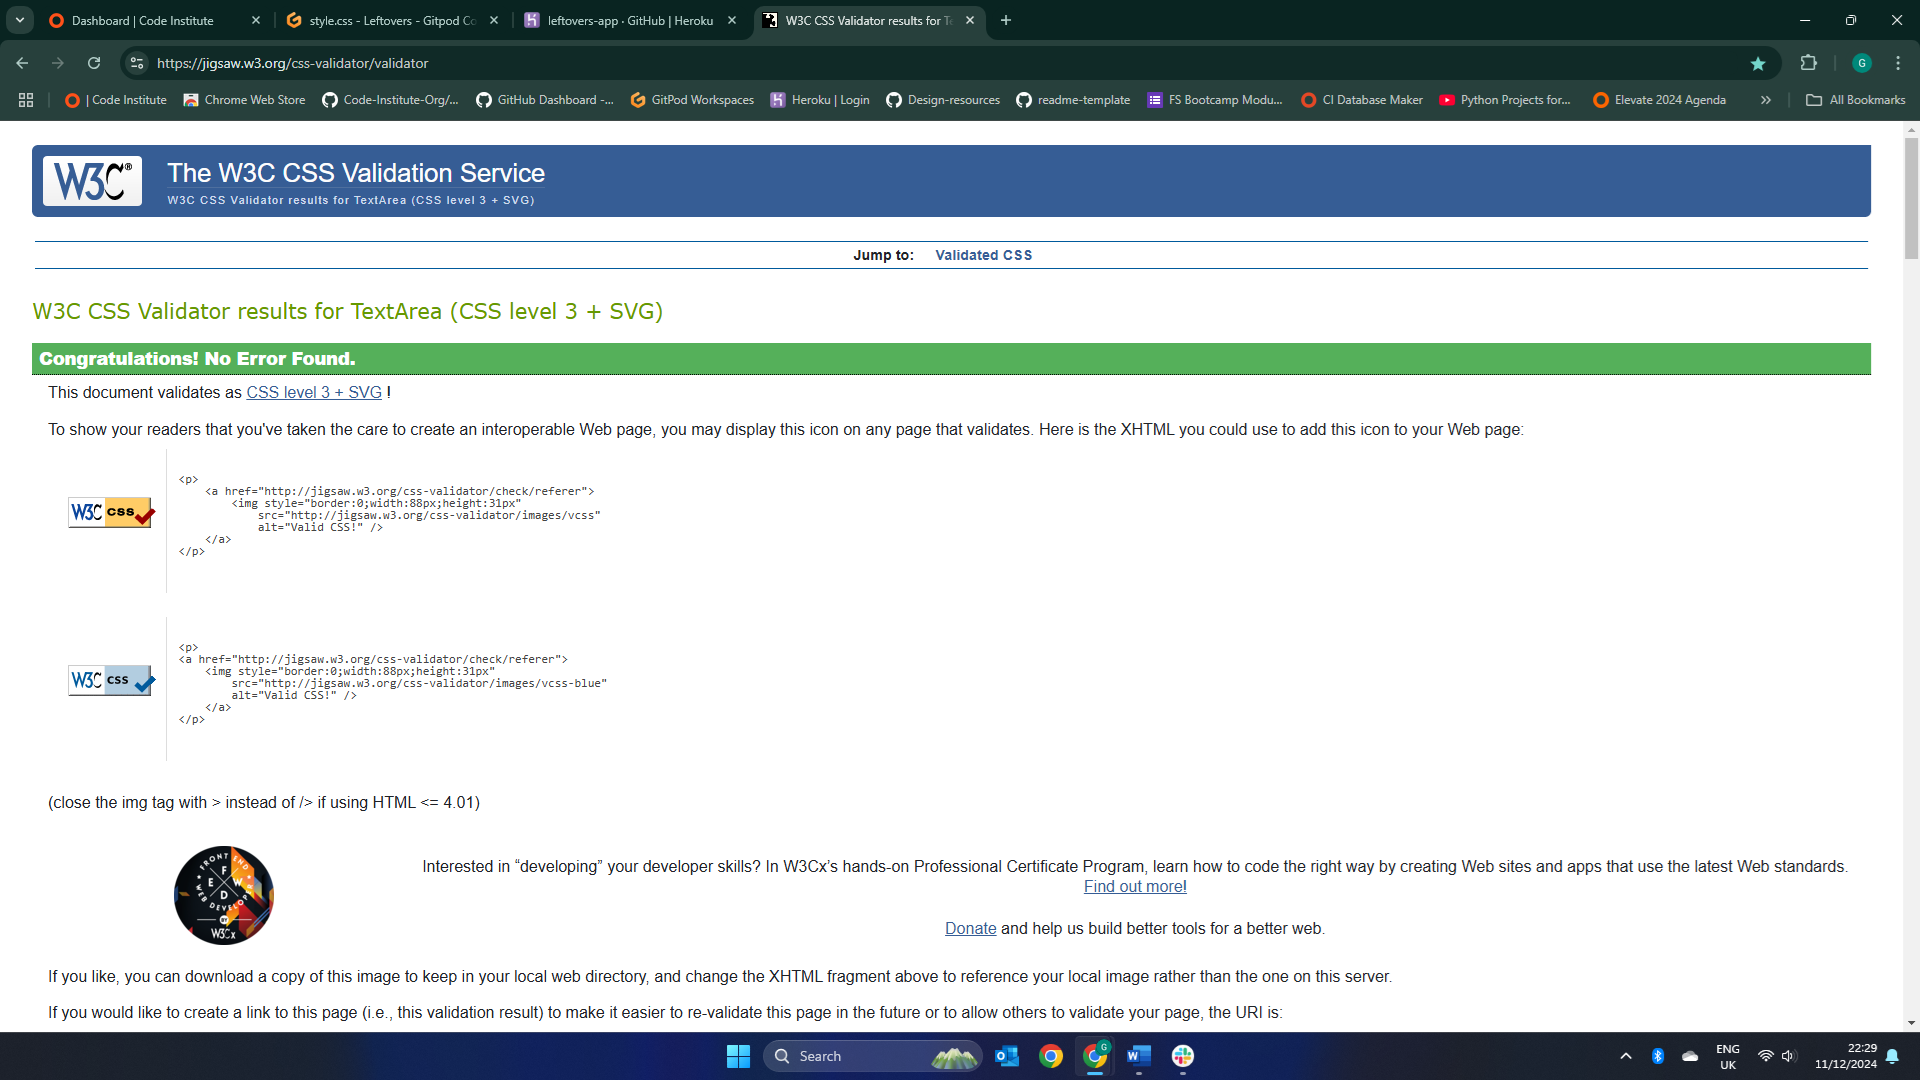 Dashboard | Code Institute
style.css - Leftovers - Gitpod Co
leftovers-app · GitHub | Heroku
W3C CSS Validator results for Te
https://jigsaw.w3.org/css-validator/validator
G
| Code Institute
Chrome Web Store
Code-Institute-Org/...
GitHub Dashboard -...
GitPod Workspaces
Heroku | Login
Design-resources
readme-template
FS Bootcamp Modu...
CI Database Maker
Python Projects for...
Elevate 2024 Agenda
All Bookmarks
W3C®
The W3C CSS Validation Service
W3C CSS Validator results for TextArea (CSS level 3 + SVG)
Jump to: Validated CSS
W3C CSS Validator results for TextArea (CSS level 3 + SVG)
Congratulations! No Error Found.
This document validates as CSS level 3 + SVG !
To show your readers that you've taken the care to create an interoperable Web page, you may display this icon on any page that validates. Here is the XHTML you could use to add this icon to your Web page:
W3C css
<p>
<a href="http://jigsaw.w3.org/css-validator/check/referer">
<img style="border:0;width:88px;height:31px"
src="http://jigsaw.w3.org/css-validator/images/vcss"
alt="Valid CSS!" />
</a>
</p>
W3C css
<p>
<a href="http://jigsaw.w3.org/css-validator/check/referer">
<img style="border:0;width:88px;height:31px"
src="http://jigsaw.w3.org/css-validator/images/vcss-blue"
alt="Valid CSS!" />
</a>
</p>
(close the img tag with > instead of /> if using HTML <= 4.01)
FRONT END
F
E W
D
WEB DEVELOPER
W3Cx
Interested in “developing” your developer skills? In W3Cx’s hands-on Professional Certificate Program, learn how to code the right way by creating Web sites and apps that use the latest Web standards.
Find out more!
Donate and help us build better tools for a better web.
If you like, you can download a copy of this image to keep in your local web directory, and change the XHTML fragment above to reference your local image rather than the one on this server.
If you would like to create a link to this page (i.e., this validation result) to make it easier to re-validate this page in the future or to allow others to validate your page, the URI is:
Search
G
ENG
UK
22:29
11/12/2024